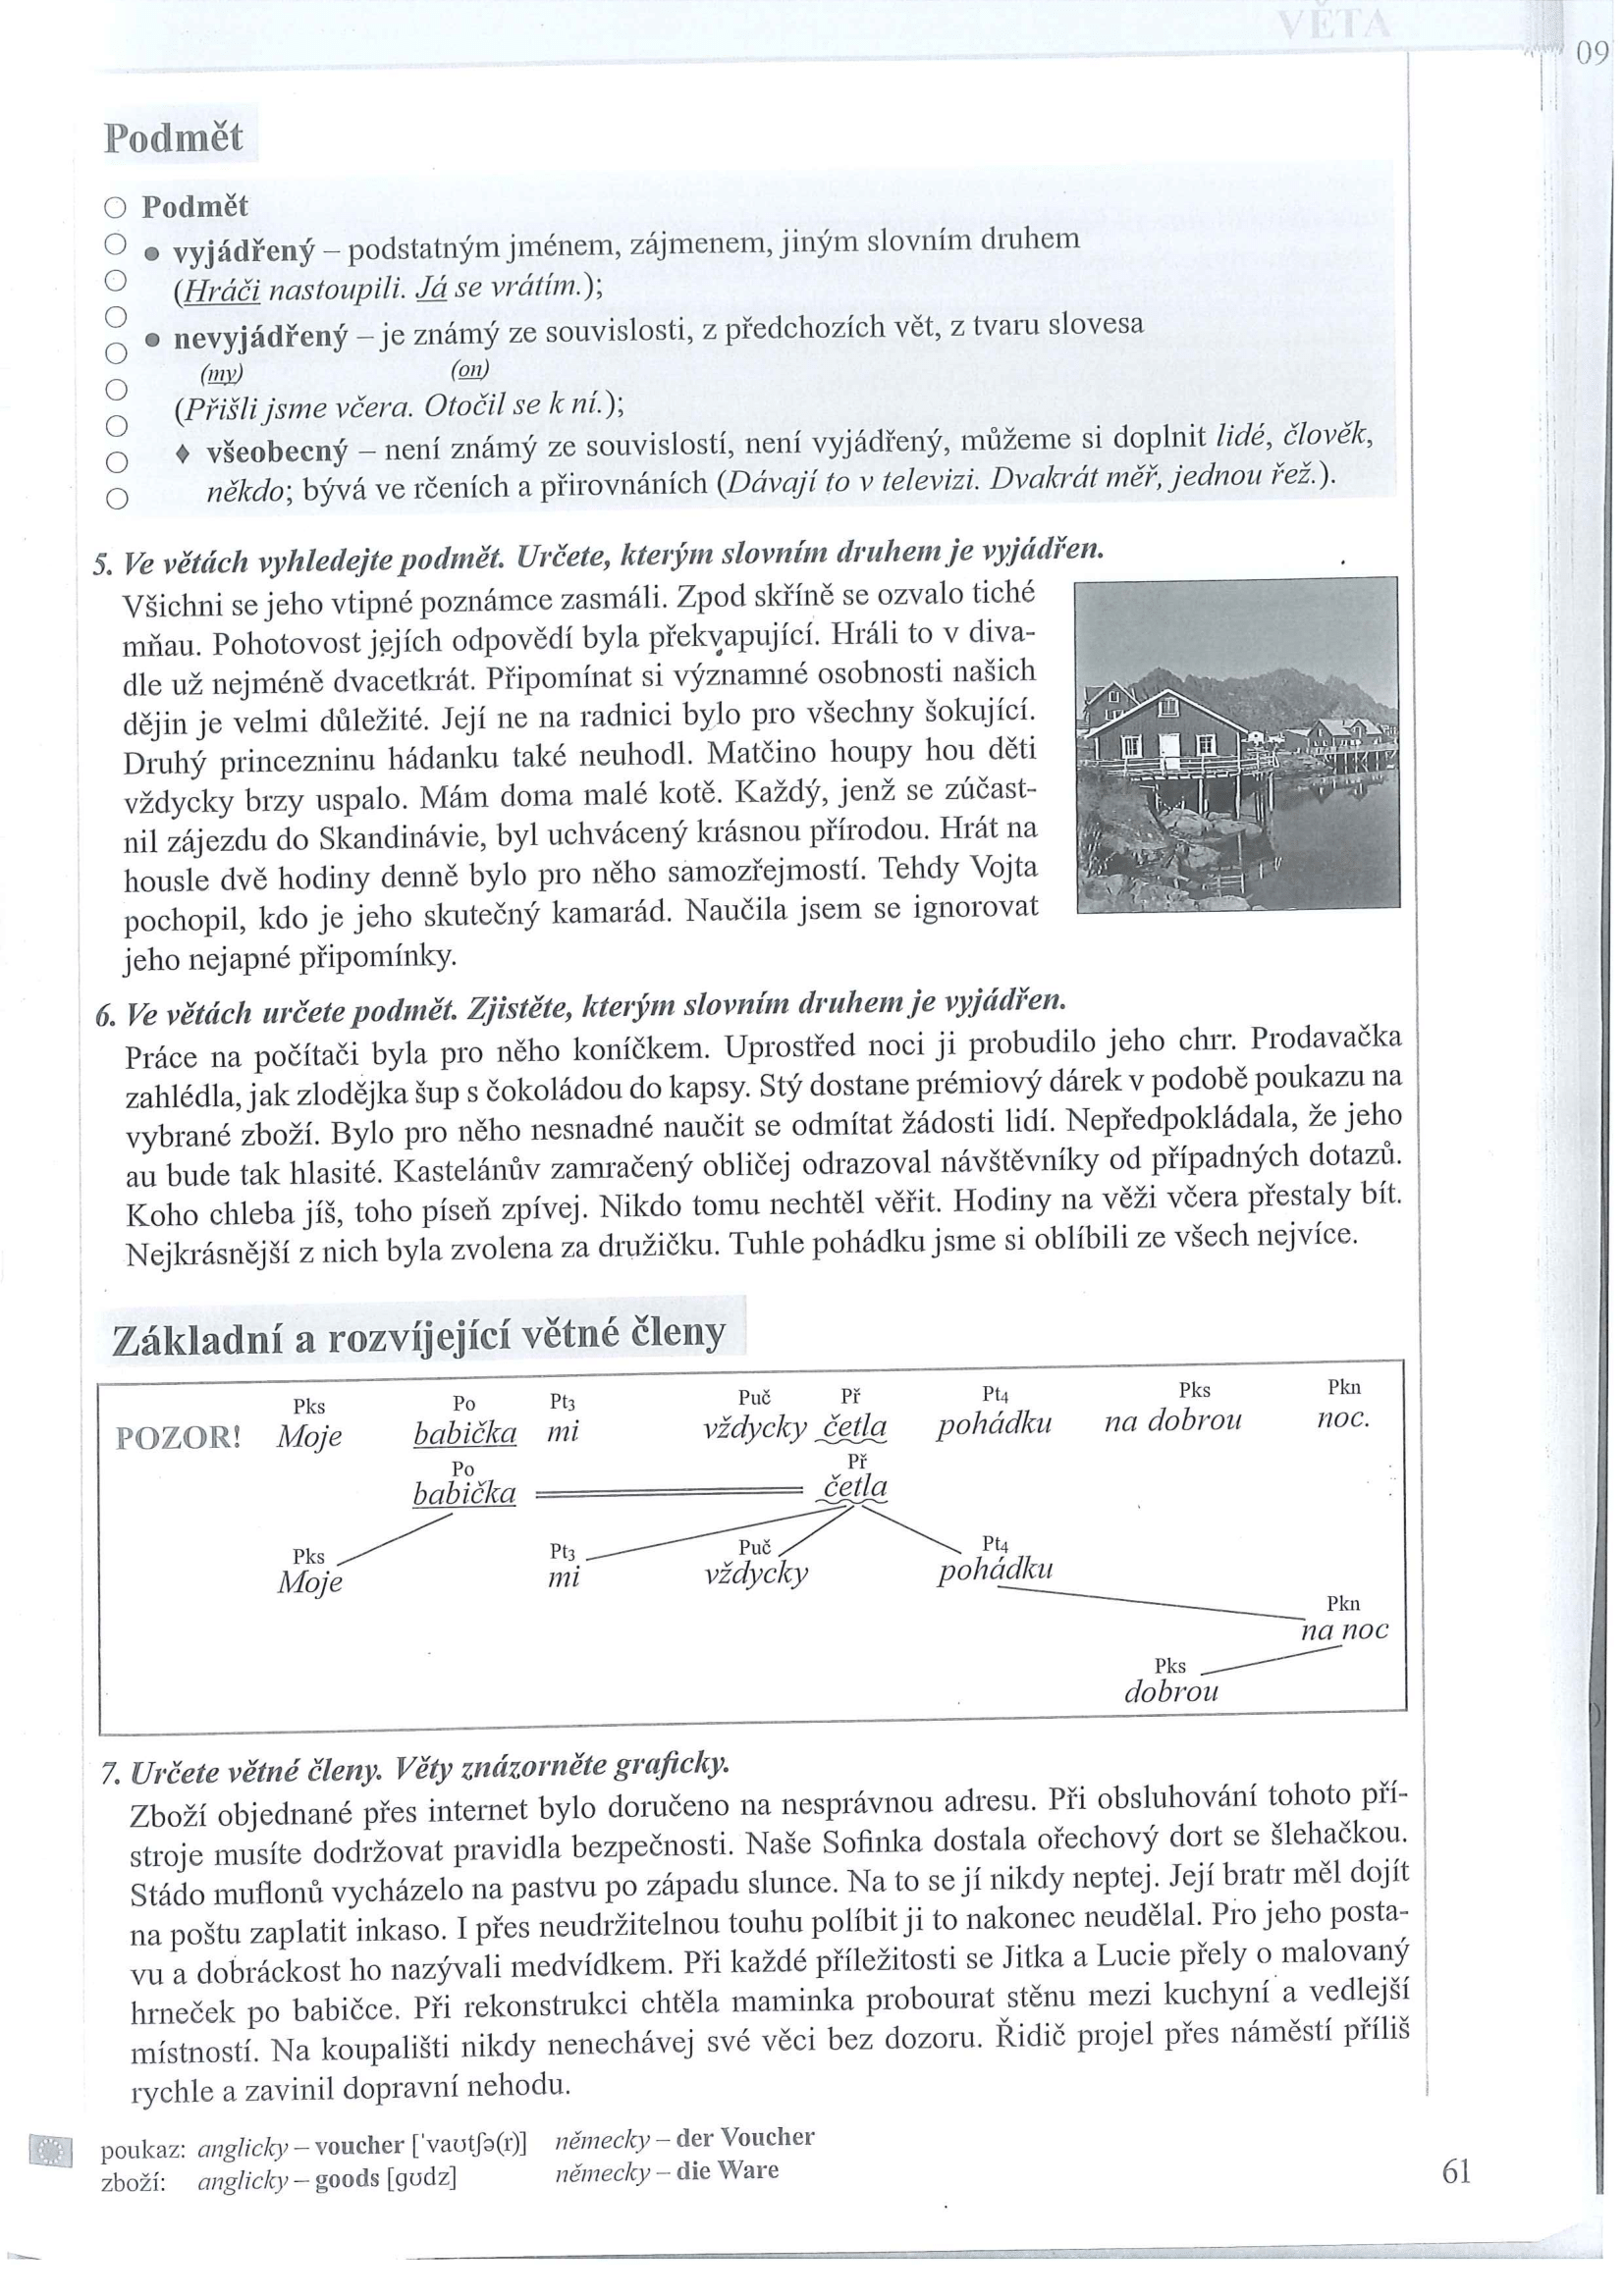 VĚTA
09
Podmět
Podmět
• vyjádřený – podstatným jménem, zájmenem, jiným slovním druhem
(Hráči nastoupili. Já se vrátím.);
• nevyjádřený – je známý ze souvislosti, z předchozích vět, z tvaru slovesa
(my) (on)
(Přišli jsme včera. Otočil se k ní.);
♦ všeobecný – není známý ze souvislostí, není vyjádřený, můžeme si doplnit lidé, člověk,
někdo; bývá ve rčeních a přirovnáních (Dávají to v televizi. Dvakrát měř, jednou řež.).
5. Ve větách vyhledejte podmět. Určete, kterým slovním druhem je vyjádřen.
Všichni se jeho vtipné poznámce zasmáli. Zpod skříně se ozvalo tiché
mňau. Pohotovost jejích odpovědí byla překvapující. Hráli to v diva-
dle už nejméně dvacetkrát. Připomínat si významné osobnosti našich
dějin je velmi důležité. Její ne na radnici bylo pro všechny šokující.
Druhý princezninu hádanku také neuhodl. Matčino houpy hou děti
vždycky brzy uspalo. Mám doma malé kotě. Každý, jenž se zúčast-
nil zájezdu do Skandinávie, byl uchvácený krásnou přírodou. Hrát na
housle dvě hodiny denně bylo pro něho samozřejmostí. Tehdy Vojta
pochopil, kdo je jeho skutečný kamarád. Naučila jsem se ignorovat
jeho nejapné připomínky.
6. Ve větách určete podmět. Zjistěte, kterým slovním druhem je vyjádřen.
Práce na počítači byla pro něho koníčkem. Uprostřed noci ji probudilo jeho chrr. Prodavačka
zahlédla, jak zlodějka šup s čokoládou do kapsy. Stý dostane prémiový dárek v podobě poukazu na
vybrané zboží. Bylo pro něho nesnadné naučit se odmítat žádosti lidí. Nepředpokládala, že jeho
au bude tak hlasité. Kastelánův zamračený obličej odrazoval návštěvníky od případných dotazů.
Koho chleba jíš, toho píseň zpívej. Nikdo tomu nechtěl věřit. Hodiny na věži včera přestaly bít.
Nejkrásnější z nich byla zvolena za družičku. Tuhle pohádku jsme si oblíbili ze všech nejvíce.
Základní a rozvíjející větné členy
Pks Po Pt3 Puč Př Pt4 Pks Pkn
POZOR! Moje babička mi vždycky četla pohádku na dobrou noc.
Po Př
babička četla
Pks Pt3 Puč Pt4
Moje mi vždycky pohádku
Pkn
na noc
Pks
dobrou
7. Určete větné členy. Věty znázorněte graficky.
Zboží objednané přes internet bylo doručeno na nesprávnou adresu. Při obsluhování tohoto pří-
stroje musíte dodržovat pravidla bezpečnosti. Naše Sofinka dostala ořechový dort se šlehačkou.
Stádo muflonů vycházelo na pastvu po západu slunce. Na to se jí nikdy neptej. Její bratr měl dojít
na poštu zaplatit inkaso. I přes neudržitelnou touhu políbit ji to nakonec neudělal. Pro jeho posta-
vu a dobráckost ho nazývali medvídkem. Při každé příležitosti se Jitka a Lucie přely o malovaný
hrneček po babičce. Při rekonstrukci chtěla maminka probourat stěnu mezi kuchyní a vedlejší
místností. Na koupališti nikdy nenechávej své věci bez dozoru. Řidič projel přes náměstí příliš
rychle a zavinil dopravní nehodu.
poukaz: anglicky – voucher [ˈvaʊtʃə(r)] německy – der Voucher
zboží: anglicky – goods [gʊdz] německy – die Ware
61